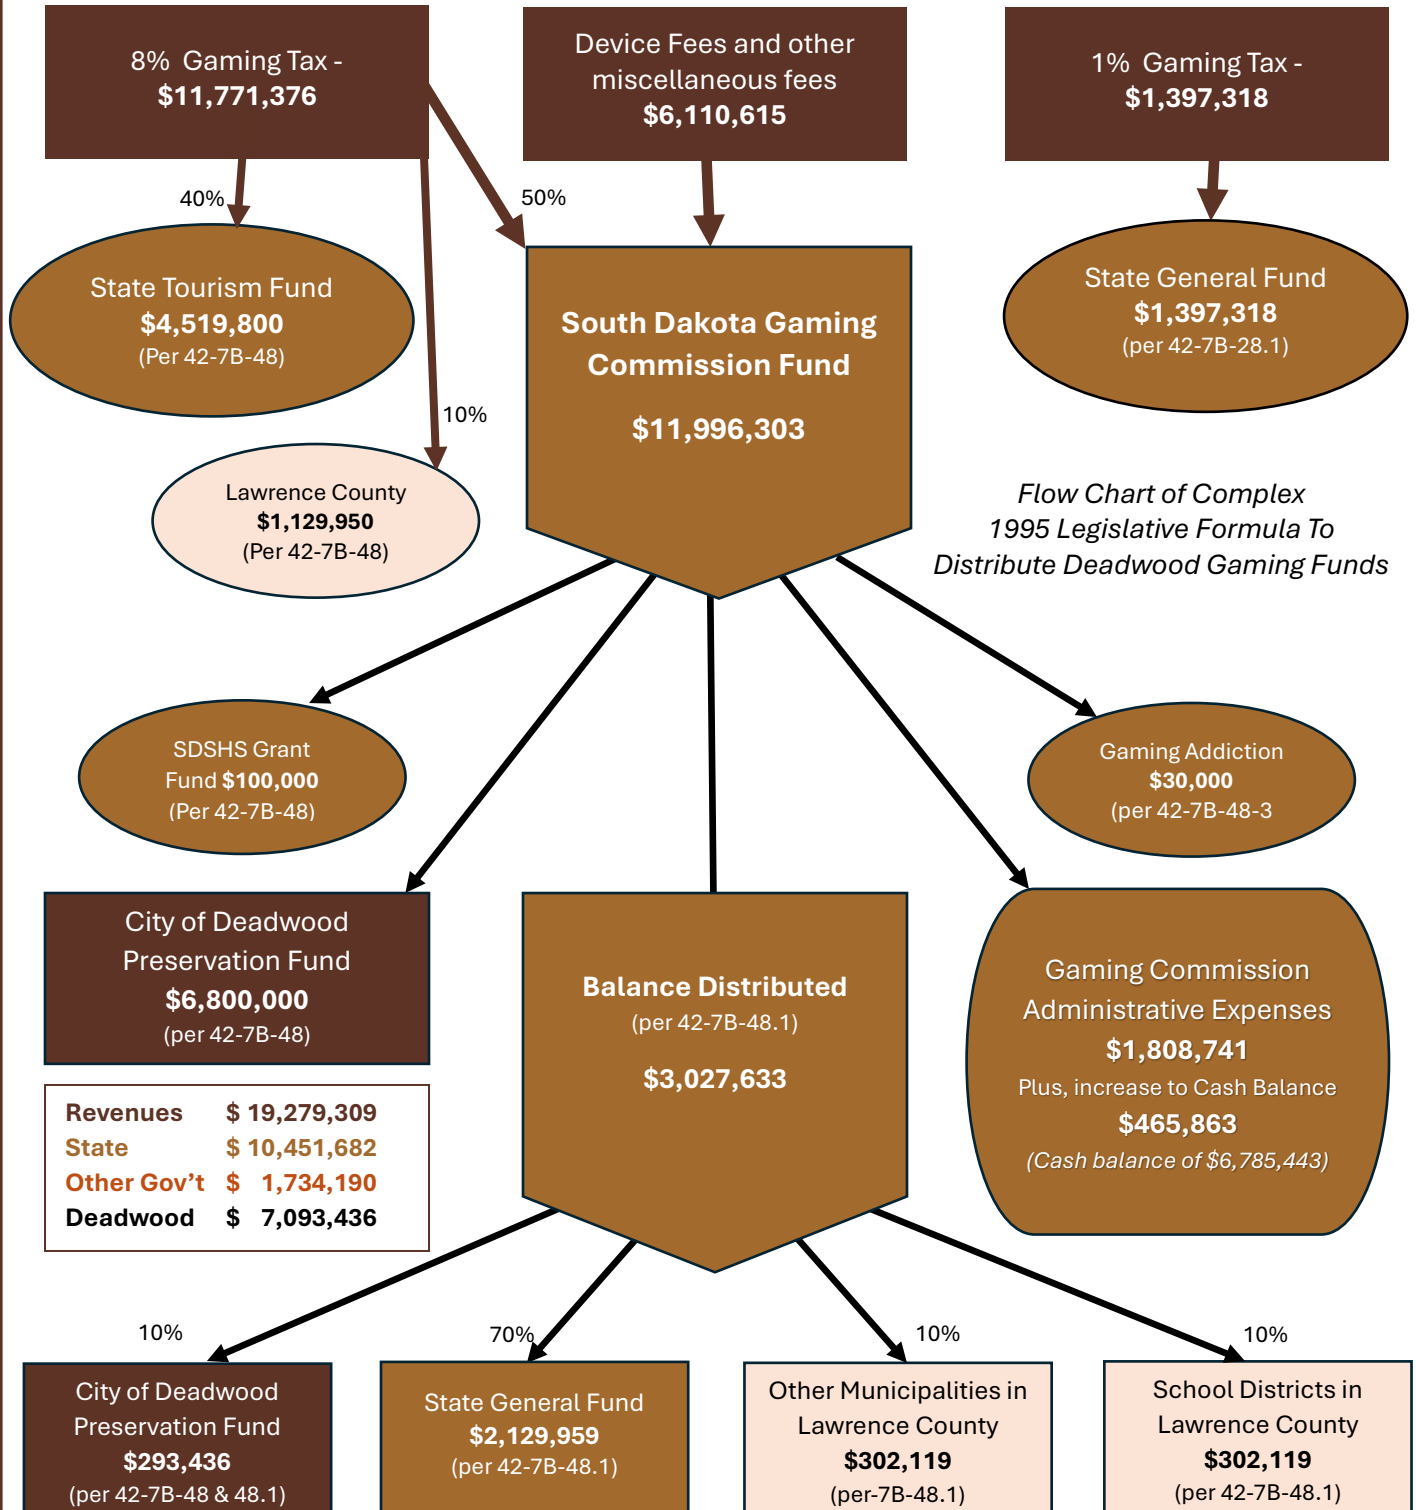 8% Gaming Tax -
$11,771,376
Device Fees and other
miscellaneous fees
$6,110,615
1% Gaming Tax -
$1,397,318
40%
50%
State Tourism Fund
$4,519,800
(Per 42-7B-48)
South Dakota Gaming
Commission Fund
$11,996,303
State General Fund
$1,397,318
(per 42-7B-28.1)
10%
Lawrence County
$1,129,950
(Per 42-7B-48)
Flow Chart of Complex
1995 Legislative Formula To
Distribute Deadwood Gaming Funds
SDSHS Grant
Fund $100,000
(Per 42-7B-48)
Gaming Addiction
$30,000
(per 42-7B-48-3
City of Deadwood
Preservation Fund
$6,800,000
(per 42-7B-48)
Balance Distributed
(per 42-7B-48.1)
$3,027,633
Gaming Commission
Administrative Expenses
$1,808,741
Plus, increase to Cash Balance
$465,863
(Cash balance of $6,785,443)
Revenues $ 19,279,309
State $ 10,451,682
Other Gov’t $ 1,734,190
Deadwood $ 7,093,436
10%
70%
10%
10%
City of Deadwood
Preservation Fund
$293,436
(per 42-7B-48 & 48.1)
State General Fund
$2,129,959
(per 42-7B-48.1)
Other Municipalities in
Lawrence County
$302,119
(per-7B-48.1)
School Districts in
Lawrence County
$302,119
(per 42-7B-48.1)